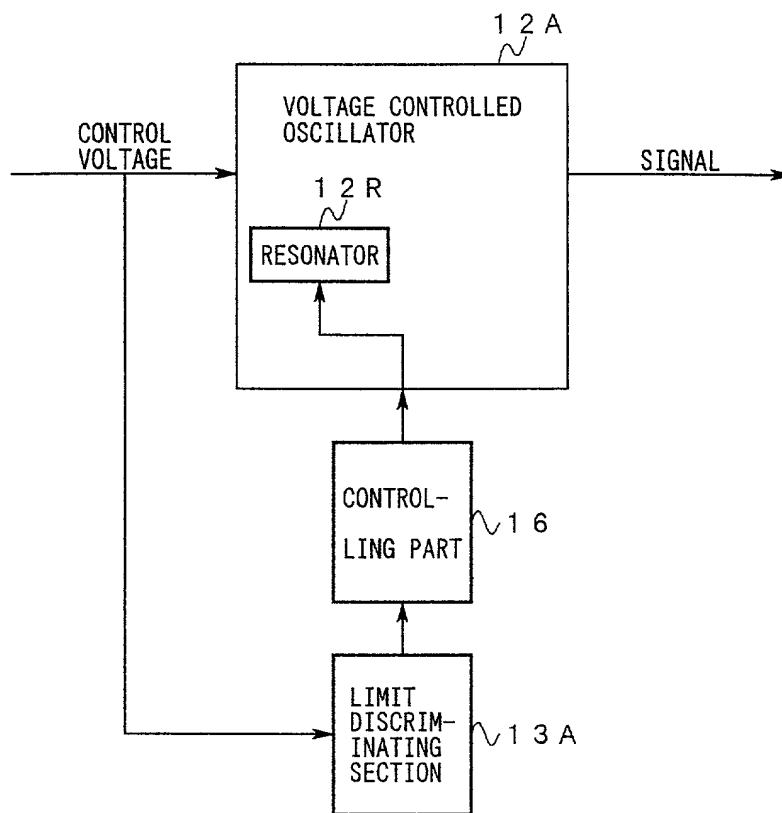 12A
VOLTAGE CONTROLLED
OSCILLATOR
CONTROL
VOLTAGE
SIGNAL
12R
RESONATOR
CONTROL-
LING PART
16
LIMIT
DISCRIM-
INATING
SECTION
13A